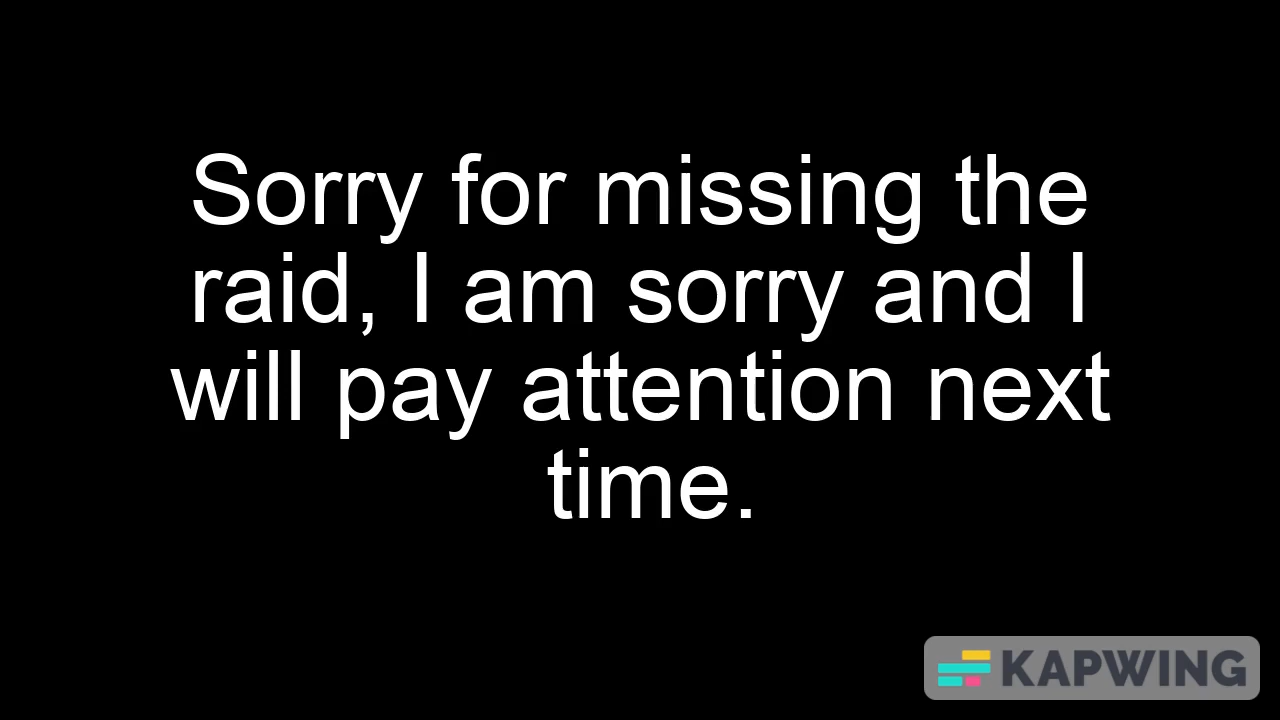 Sorry for missing the
raid, I am sorry and I
will pay attention next
time.
KAPWING